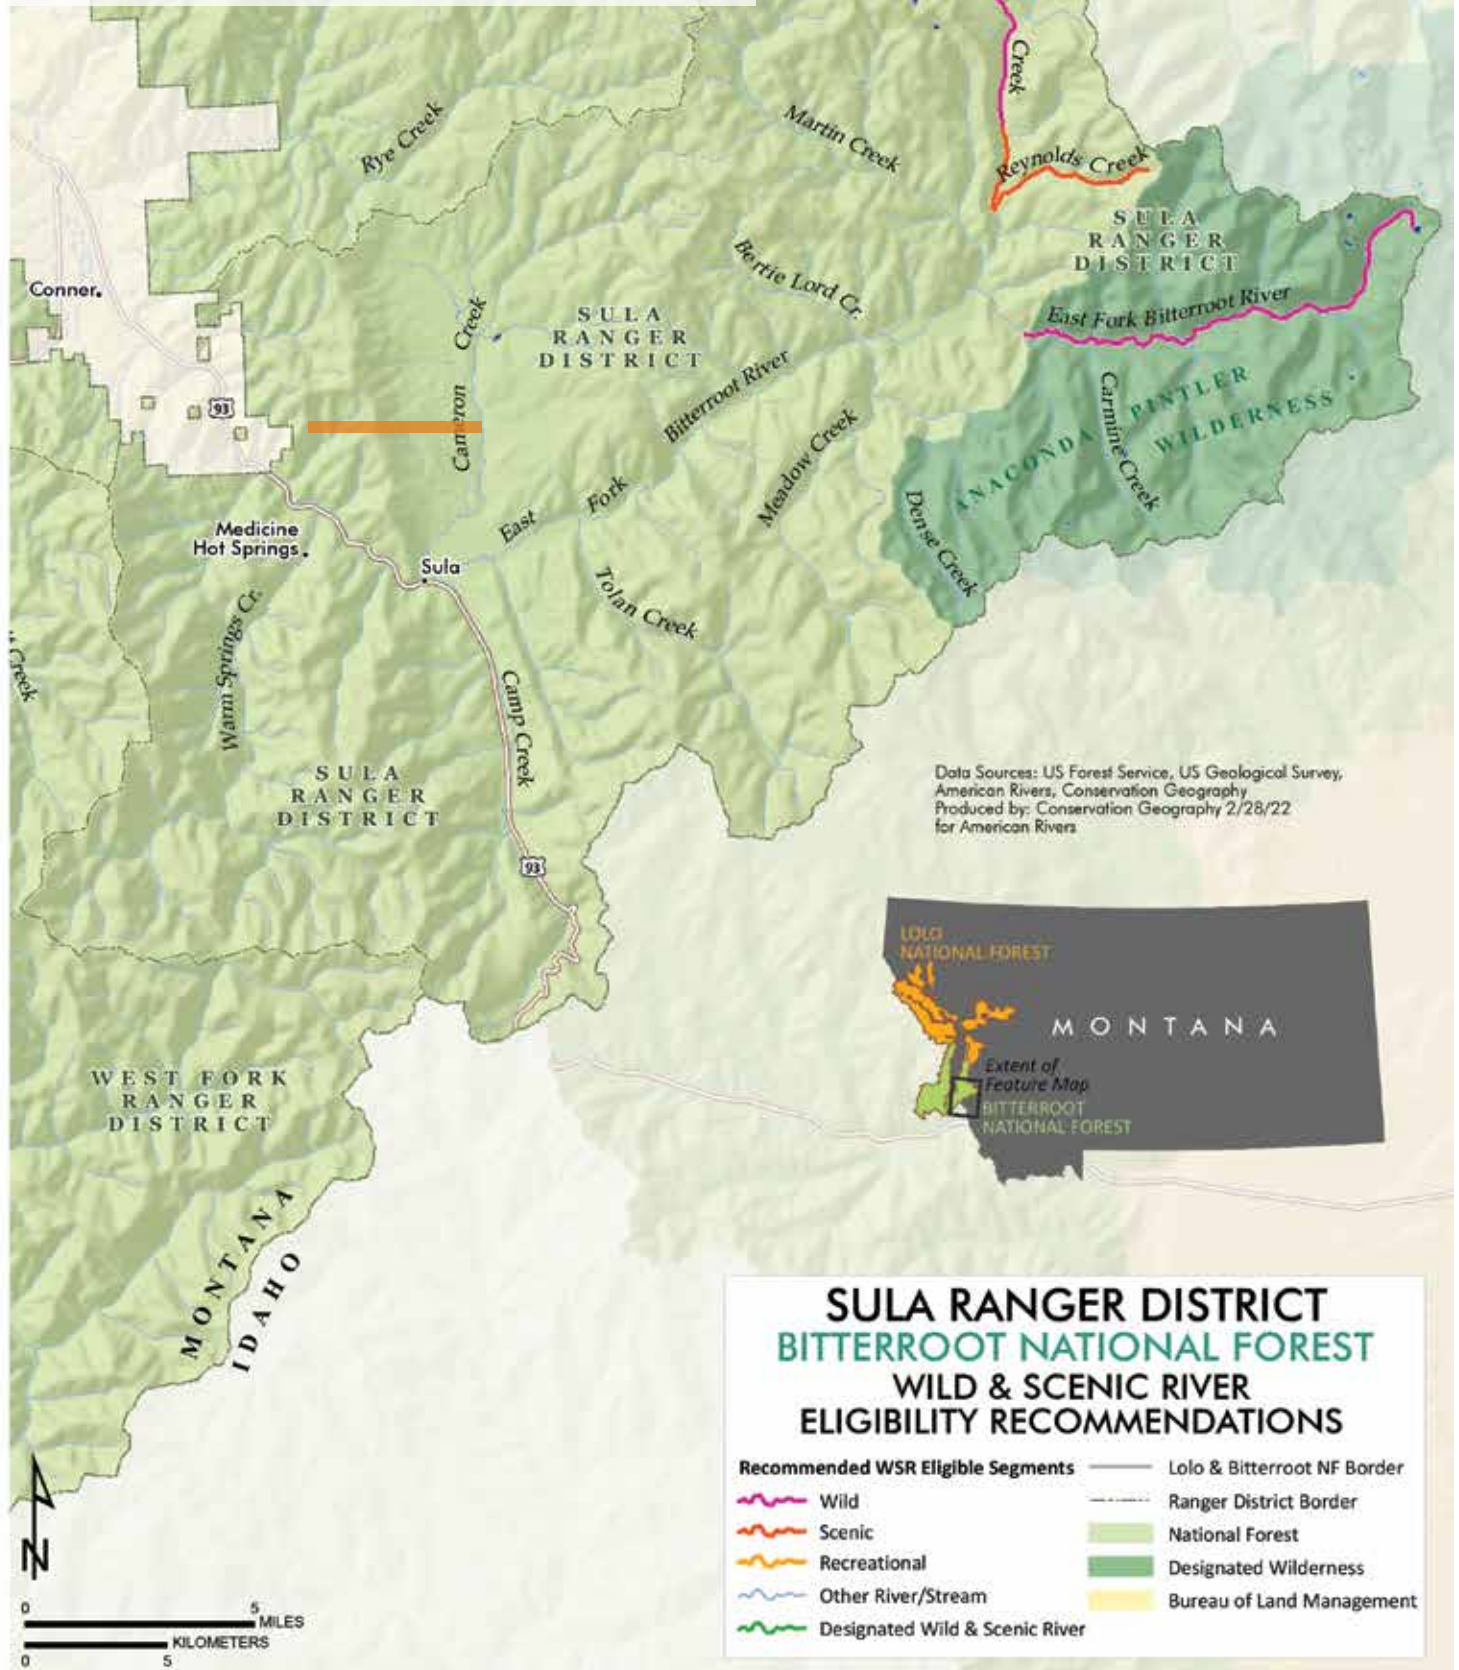 Creek
Rye Creek
Martin Creek
Reynolds Creek
SULA
RANGER
DISTRICT
Bertie Lord Cr.
Conner
East Fork Bitterroot River
Cameron Creek
SULA
RANGER
DISTRICT
Bitterroot River
93
Carmine Creek
ANACONDA PINTLER
WILDERNESS
Meadow Creek
East Fork
Dense Creek
Medicine
Hot Springs
Sula
Tolan Creek
Warm Springs Cr.
Creek
Camp Creek
SULA
RANGER
DISTRICT
Data Sources: US Forest Service, US Geological Survey,
American Rivers, Conservation Geography
Produced by: Conservation Geography 2/28/22
for American Rivers
93
LOLO
NATIONAL FOREST
MONTANA
Extent of
Feature Map
BITTERROOT
NATIONAL FOREST
WEST FORK
RANGER
DISTRICT
MONTANA
IDAHO
SULA RANGER DISTRICT
BITTERROOT NATIONAL FOREST
WILD & SCENIC RIVER
ELIGIBILITY RECOMMENDATIONS
Recommended WSR Eligible Segments
Wild
Scenic
Recreational
Other River/Stream
Designated Wild & Scenic River
Lolo & Bitterroot NF Border
Ranger District Border
National Forest
Designated Wilderness
Bureau of Land Management
N
0 5
MILES
KILOMETERS
0 5